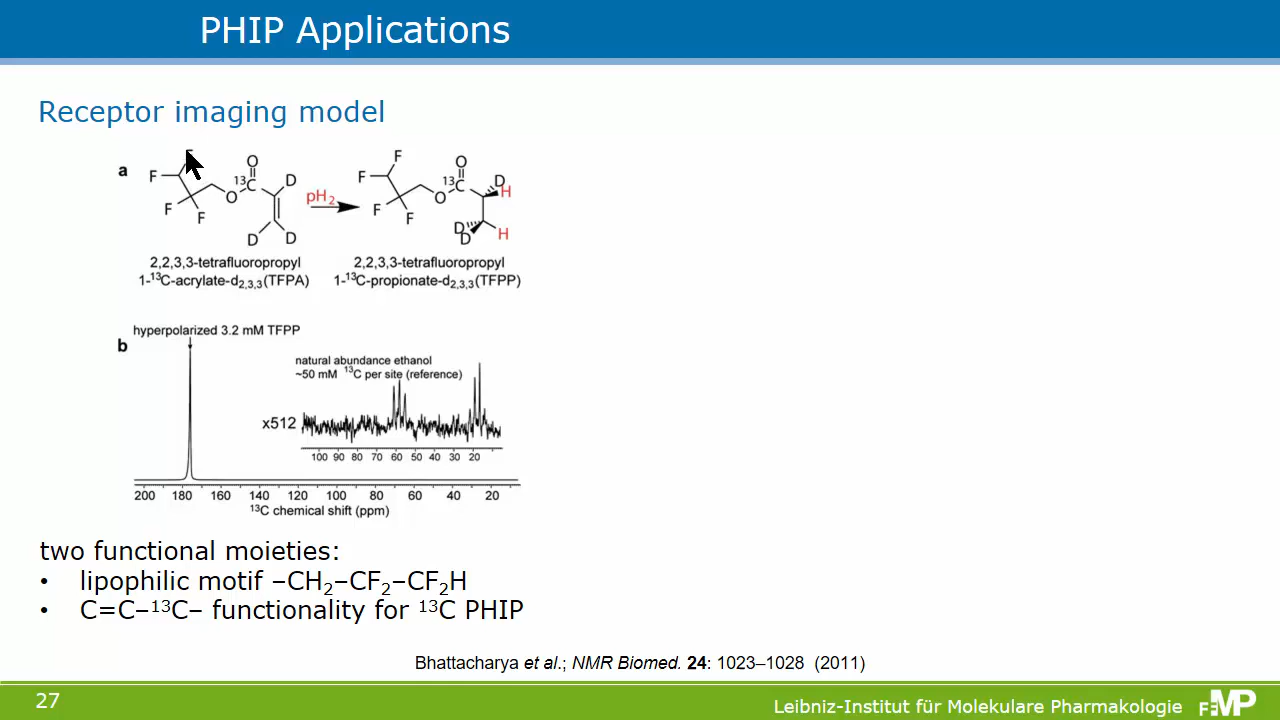 PHIP Applications
Receptor imaging model
a
F F F F O O 13C D D D
pH2
F F F F O O 13C D H D D H
2,2,3,3-tetrafluoropropyl
1-13C-acrylate-d2,3,3(TFPA)
2,2,3,3-tetrafluoropropyl
1-13C-propionate-d2,3,3(TFPP)
b
hyperpolarized 3.2 mM TFPP
natural abundance ethanol
~50 mM 13C per site (reference)
x512
100 90 80 70 60 50 40 30 20
200 180 160 140 120 100 80 60 40 20
13C chemical shift (ppm)
two functional moieties:
• lipophilic motif –CH2–CF2–CF2H
• C=C–13C– functionality for 13C PHIP
Bhattacharya et al.; NMR Biomed. 24: 1023–1028 (2011)
27
Leibniz-Institut für Molekulare Pharmakologie
FMP